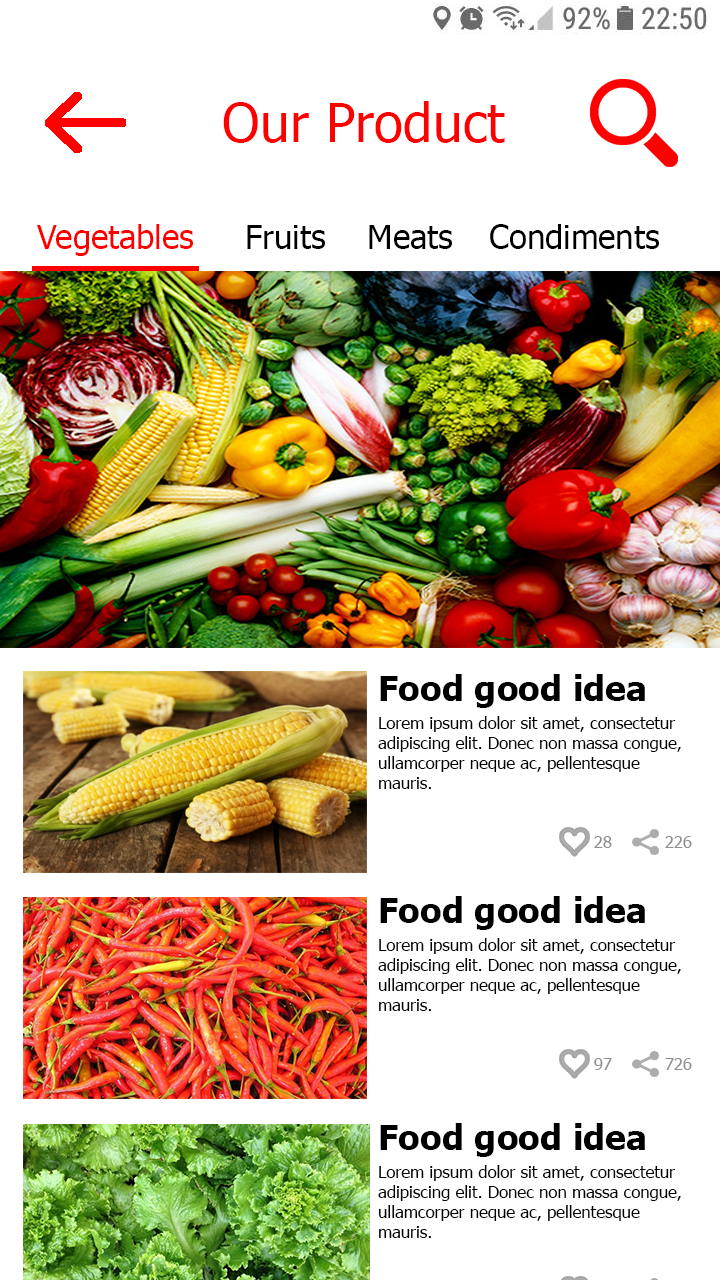 92% 22:50
Our Product
Vegetables Fruits Meats Condiments
Food good idea
Lorem ipsum dolor sit amet, consectetur
adipiscing elit. Donec non massa congue,
ullamcorper neque ac, pellentesque
mauris.
28 226
Food good idea
Lorem ipsum dolor sit amet, consectetur
adipiscing elit. Donec non massa congue,
ullamcorper neque ac, pellentesque
mauris.
97 726
Food good idea
Lorem ipsum dolor sit amet, consectetur
adipiscing elit. Donec non massa congue,
ullamcorper neque ac, pellentesque
mauris.